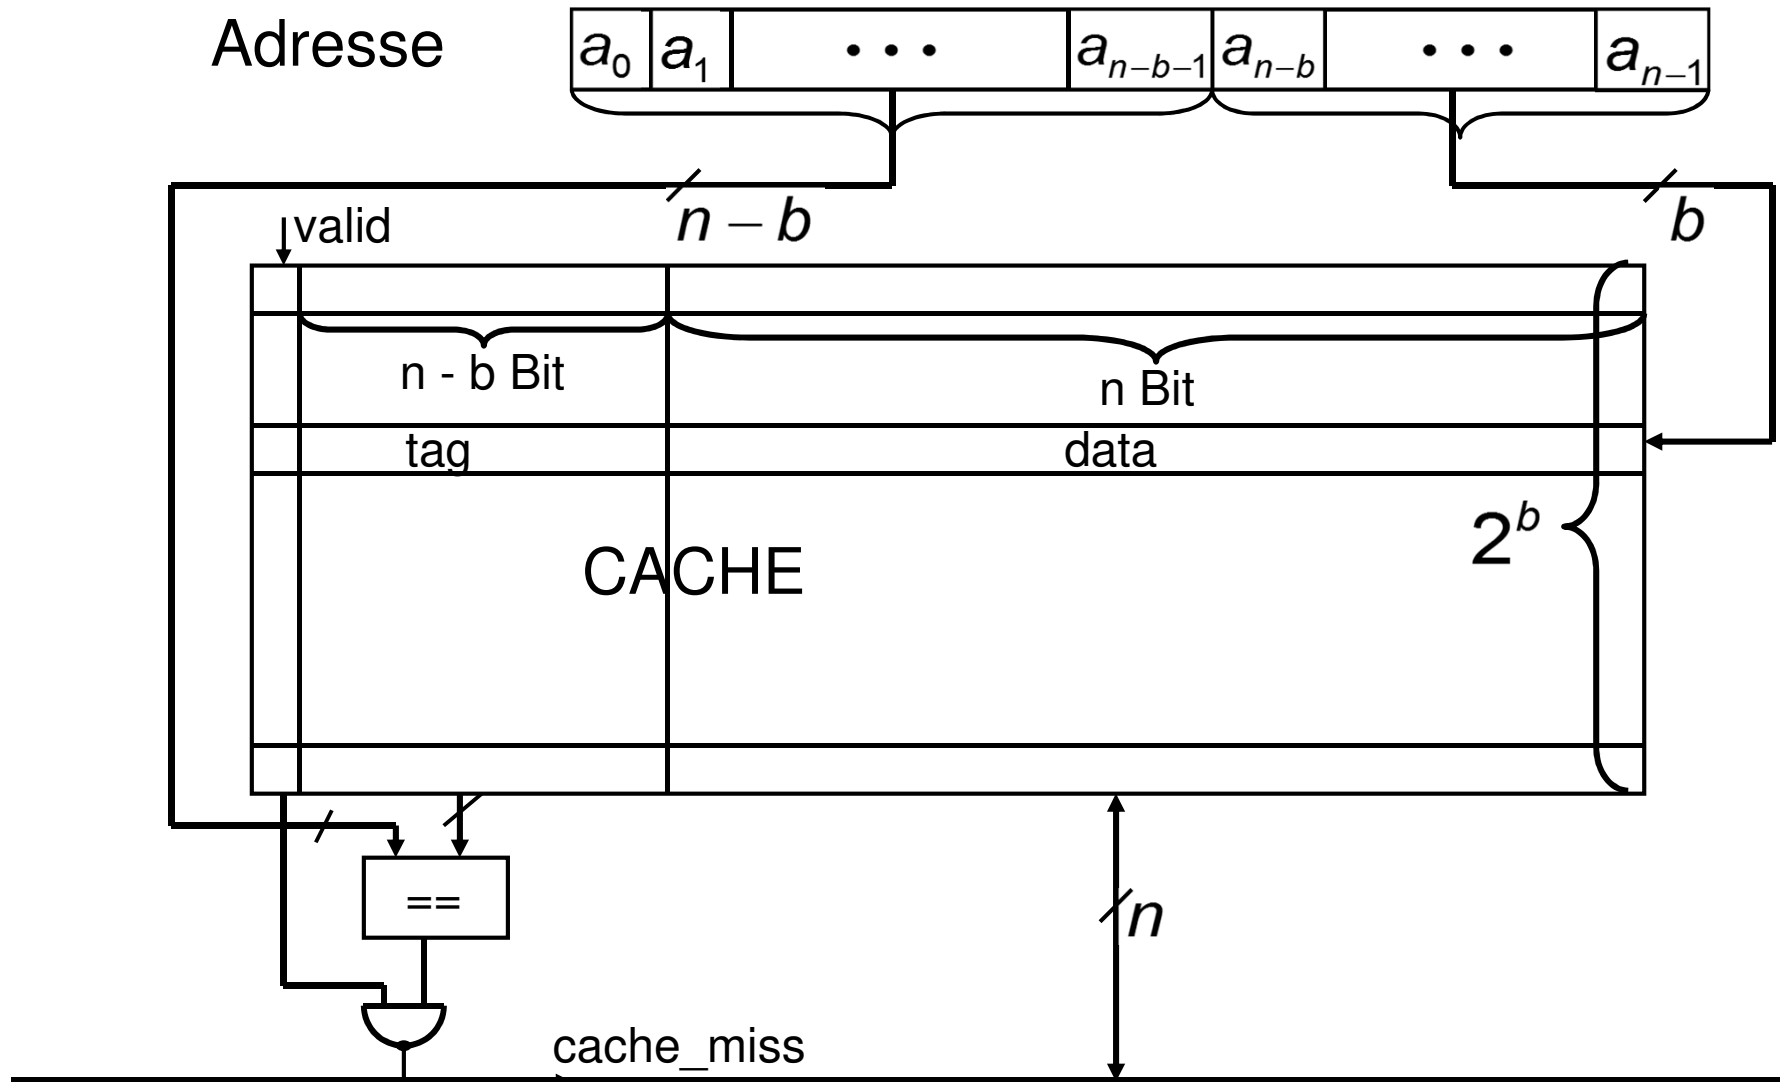 Adresse a₀ a₁ • • • aₙ₋b₋₁ aₙ₋b • • • aₙ₋₁
n – b
b
valid
n - b Bit
n Bit
tag data
2ᵇ
CACHE
==
n
cache_miss